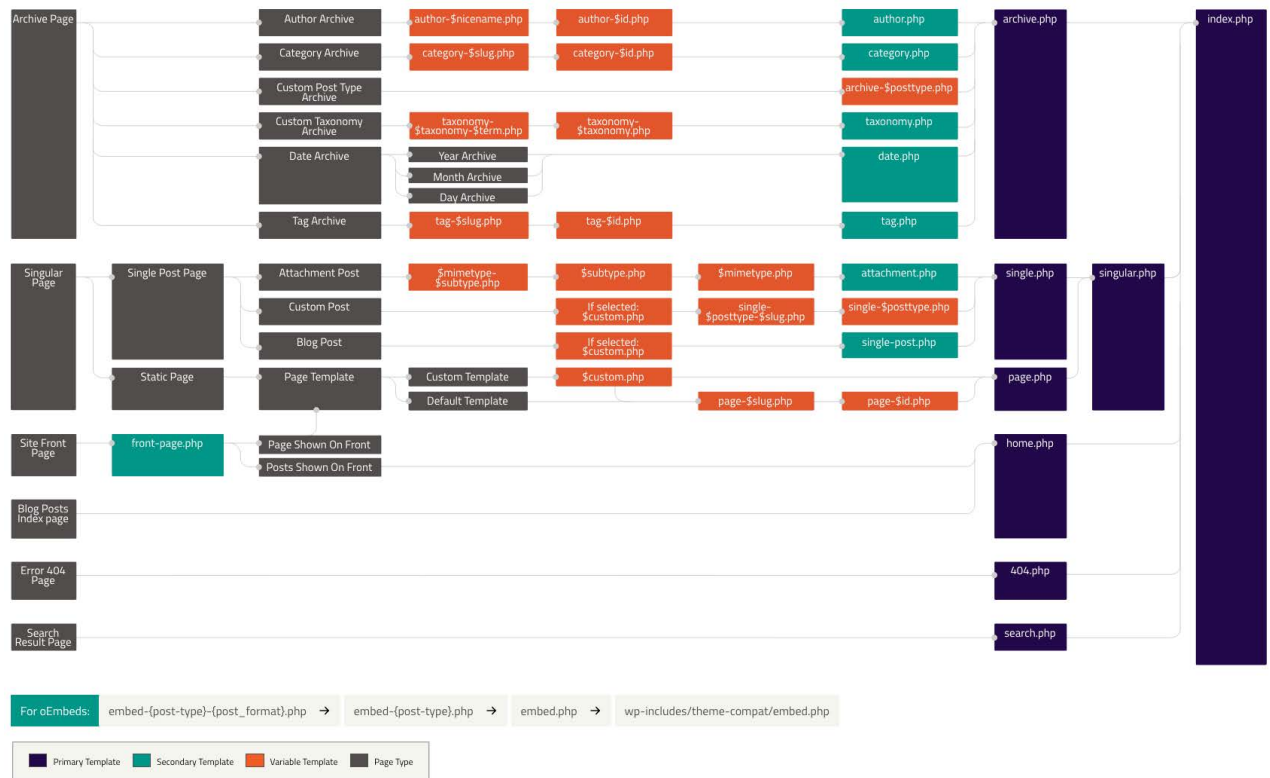 Archive Page
Author Archive
author-$nicename.php
author-$id.php
author.php
archive.php
index.php
Category Archive
category-$slug.php
category-$id.php
category.php
Custom Post Type
Archive
archive-$posttype.php
Custom Taxonomy
Archive
taxonomy-
$taxonomy-$term.php
taxonomy-
$taxonomy.php
taxonomy.php
Date Archive
Year Archive
Month Archive
Day Archive
date.php
Tag Archive
tag-$slug.php
tag-$id.php
tag.php
Singular
Page
Single Post Page
Attachment Post
$mimetype-
$subtype.php
$subtype.php
$mimetype.php
attachment.php
single.php
singular.php
Custom Post
If selected:
$custom.php
single-
$posttype-$slug.php
single-$posttype.php
Blog Post
If selected:
$custom.php
single-post.php
Static Page
Page Template
Custom Template
$custom.php
page.php
Default Template
page-$slug.php
page-$id.php
Site Front
Page
front-page.php
Page Shown On Front
Posts Shown On Front
home.php
Blog Posts
Index page
Error 404
Page
404.php
Search
Result Page
search.php
For oEmbeds:
embed-{post-type}-{post_format}.php →
embed-{post-type}.php →
embed.php →
wp-includes/theme-compat/embed.php
Primary Template
Secondary Template
Variable Template
Page Type